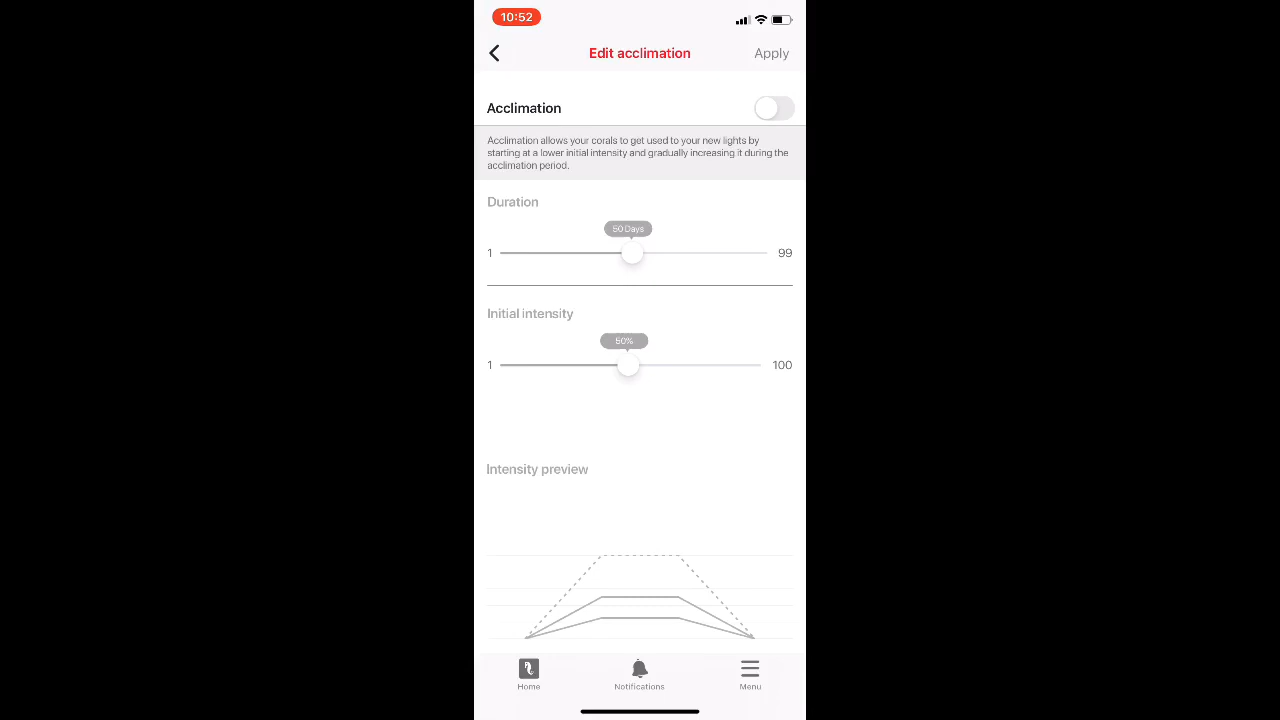 10:52
Edit acclimation
Apply
Acclimation
Acclimation allows your corals to get used to your new lights by
starting at a lower initial intensity and gradually increasing it during the
acclimation period.
Duration
50 Days
1
99
Initial intensity
50%
1
100
Intensity preview
Home
Notifications
Menu